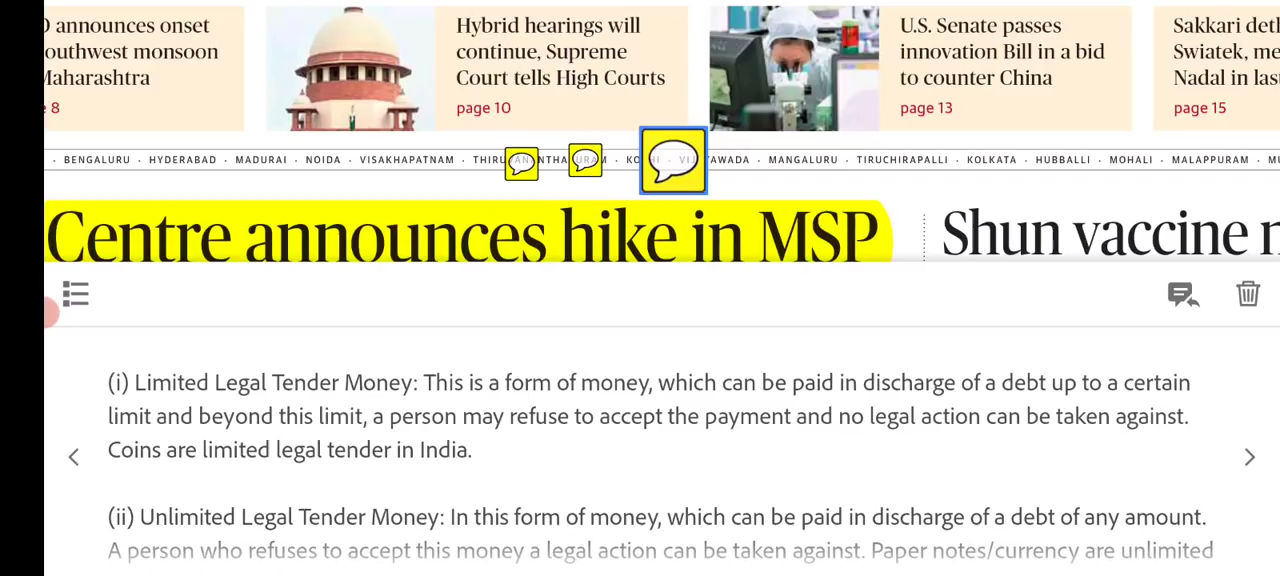 announces onset
outhwest monsoon
Maharashtra
8
Hybrid hearings will
continue, Supreme
Court tells High Courts
page 10
U.S. Senate passes
innovation Bill in a bid
to counter China
page 13
Sakkari
Swiatek,
Nadal in
page 15
· BENGALURU · HYDERABAD · MADURAI · NOIDA · VISAKHAPATNAM · THIRUVANANTHAPURAM · KOCHI · VIJAYAWADA · MANGALURU · TIRUCHIRAPALLI · KOLKATA · HUBBALLI · MOHALI · MALAPPURAM ·
Centre announces hike in MSP
Shun vaccine
(i) Limited Legal Tender Money: This is a form of money, which can be paid in discharge of a debt up to a certain
limit and beyond this limit, a person may refuse to accept the payment and no legal action can be taken against.
Coins are limited legal tender in India.
(ii) Unlimited Legal Tender Money: In this form of money, which can be paid in discharge of a debt of any amount.
A person who refuses to accept this money a legal action can be taken against. Paper notes/currency are unlimited